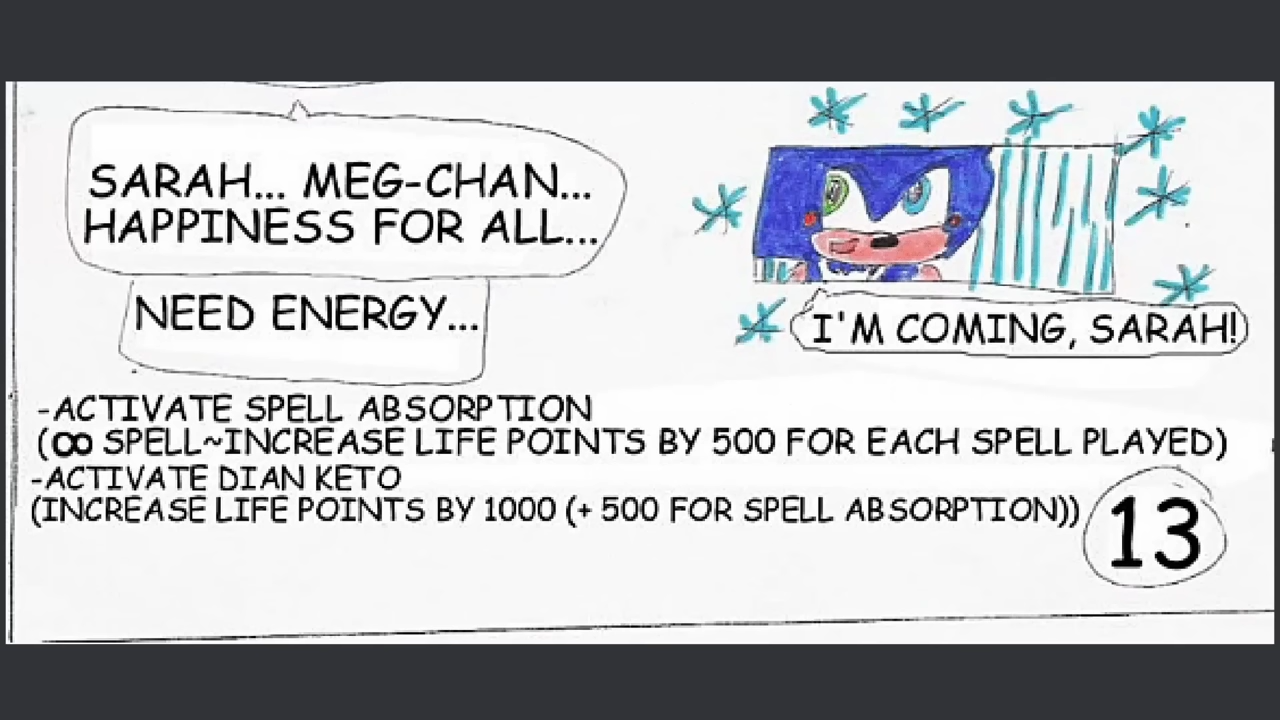 SARAH... MEG-CHAN...
HAPPINESS FOR ALL...
NEED ENERGY...
I'M COMING, SARAH!
-ACTIVATE SPELL ABSORPTION
(∞ SPELL~INCREASE LIFE POINTS BY 500 FOR EACH SPELL PLAYED)
-ACTIVATE DIAN KETO
(INCREASE LIFE POINTS BY 1000 (+ 500 FOR SPELL ABSORPTION))
13